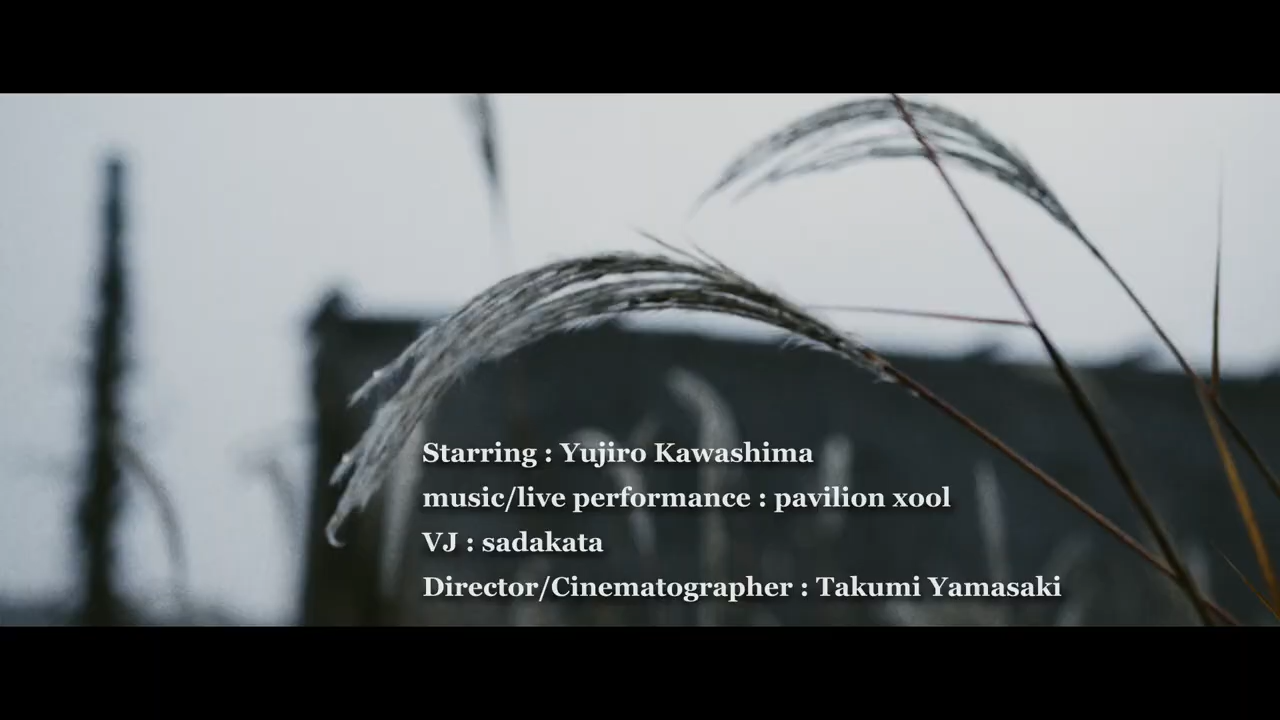 Starring : Yujiro Kawashima
music/live performance : pavilion xool
VJ : sadakata
Director/Cinematographer : Takumi Yamasaki